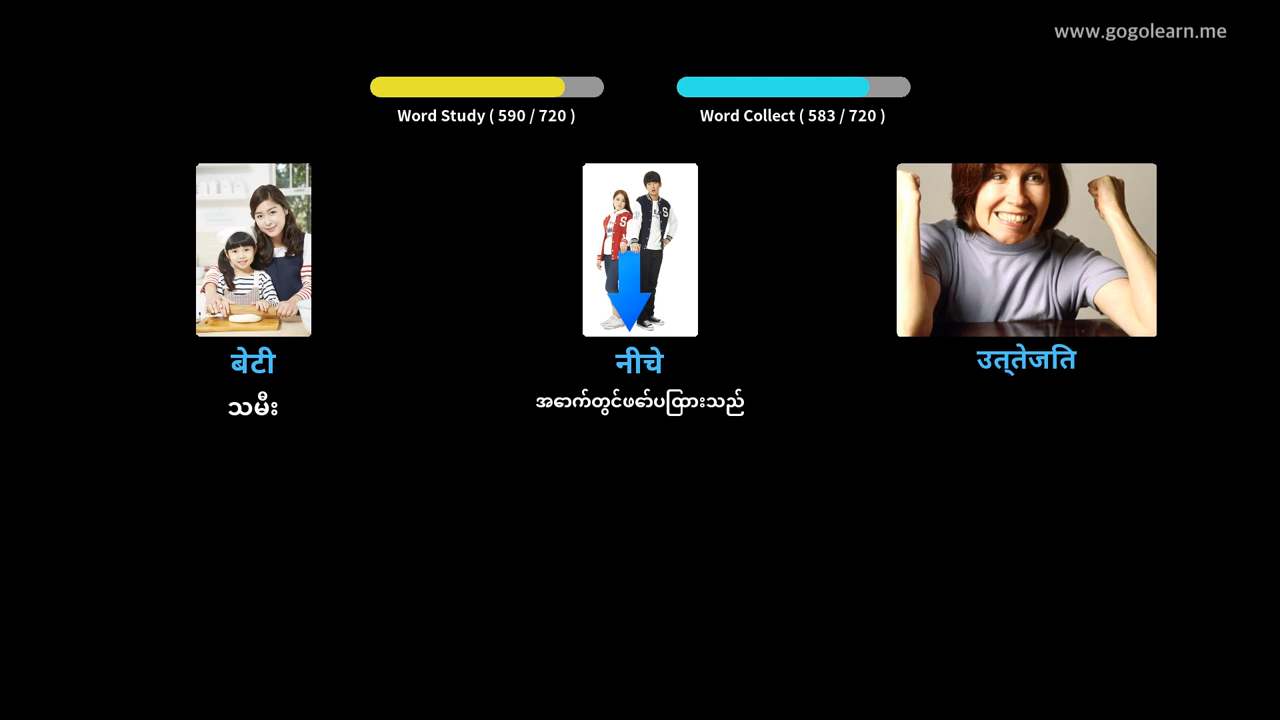 www.gogolearn.me
Word Study ( 590 / 720 )
Word Collect ( 583 / 720 )
बेटी
नीचे
उत्तेजति
သမီး
အောက်တွင်ဖော်ပြထားသည်